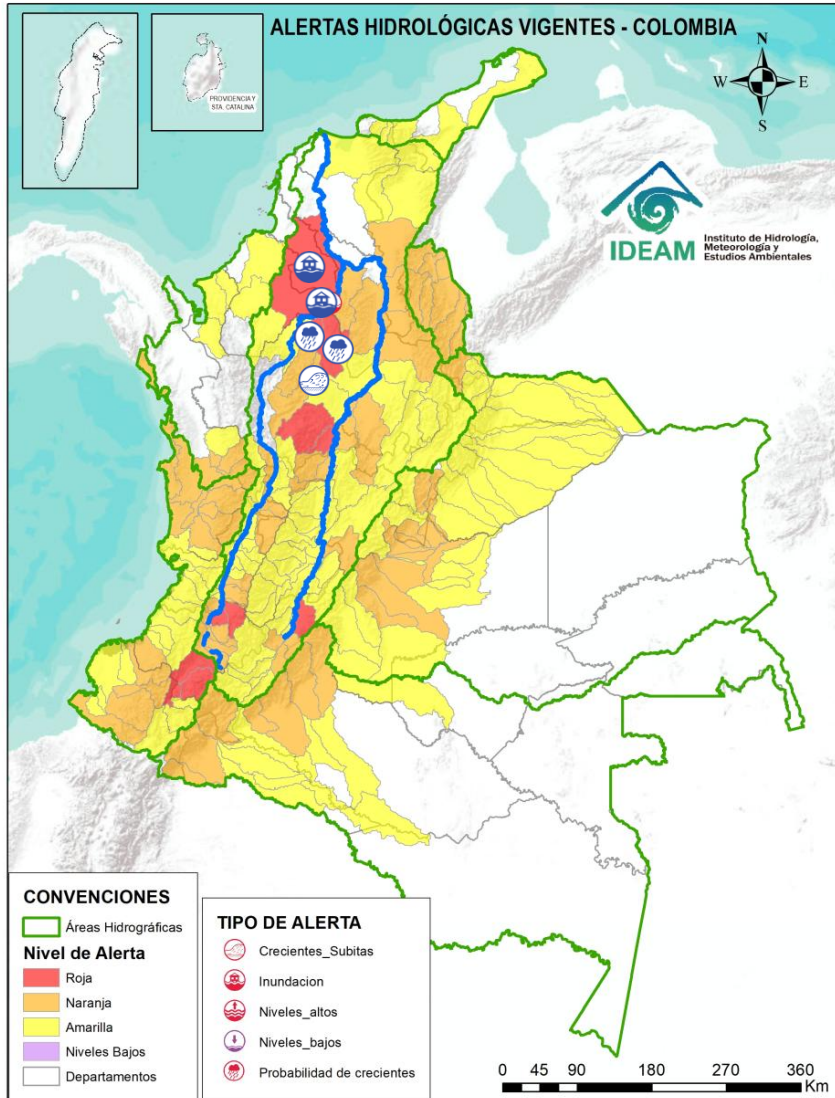 ALERTAS HIDROLÓGICAS VIGENTES - COLOMBIA
PROVIDENCIA Y
STA. CATALINA
N
W
E
S
IDEAM
Instituto de Hidrología,
Meteorología y
Estudios Ambientales
CONVENCIONES
Áreas Hidrográficas
Nivel de Alerta
Roja
Naranja
Amarilla
Niveles Bajos
Departamentos
TIPO DE ALERTA
Crecientes_Subitas
Inundacion
Niveles_altos
Niveles_bajos
Probabilidad de crecientes
0 45 90 180 270 360
Km